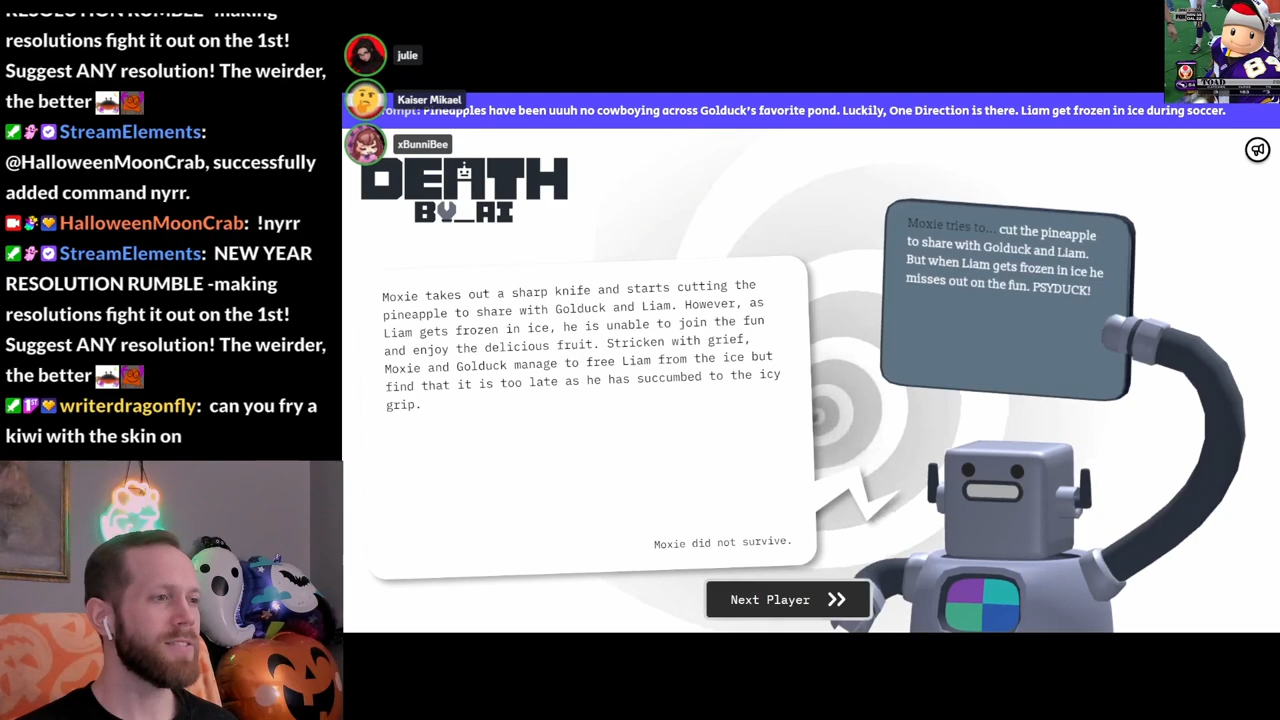 RESOLUTION RUMBLE -making
resolutions fight it out on the 1st!
Suggest ANY resolution! The weirder,
the better
StreamElements:
@HalloweenMoonCrab, successfully
added command nyrr.
HalloweenMoonCrab: !nyrr
StreamElements: NEW YEAR
RESOLUTION RUMBLE -making
resolutions fight it out on the 1st!
Suggest ANY resolution! The weirder,
the better
writerdragonfly: can you fry a
kiwi with the skin on
julie
Kaiser Mikael
xBunniBee
Pineapples have been uuuh no cowboying across Golduck's favorite pond. Luckily, One Direction is there. Liam get frozen in ice during soccer.
DEATH
BY_AI
Moxie takes out a sharp knife and starts cutting the
pineapple to share with Golduck and Liam. However, as
Liam gets frozen in ice, he is unable to join the fun
and enjoy the delicious fruit. Stricken with grief,
Moxie and Golduck manage to free Liam from the ice but
find that it is too late as he has succumbed to the icy
grip.
Moxie did not survive.
Next Player
Moxie tries to... cut the pineapple
to share with Golduck and Liam.
But when Liam gets frozen in ice he
misses out on the fun. PSYDUCK!
TOAD